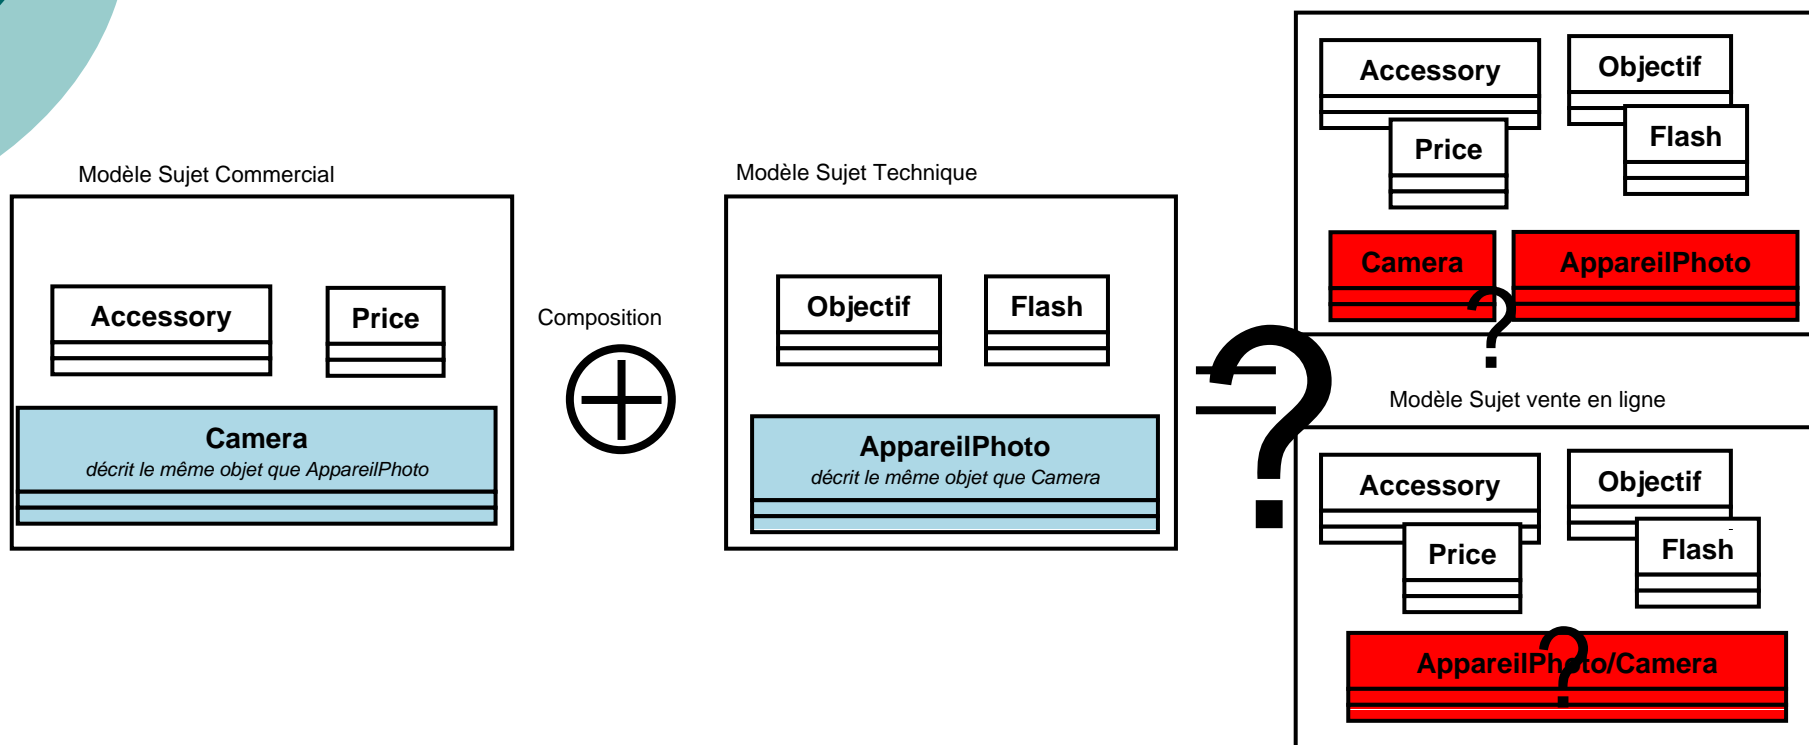 Modèle Sujet Commercial
Accessory
Price
Camera
décrit le même objet que AppareilPhoto
Composition
Modèle Sujet Technique
Objectif
Flash
AppareilPhoto
décrit le même objet que Camera
=
?
Accessory
Objectif
Price
Flash
Camera
AppareilPhoto
?
Modèle Sujet vente en ligne
Accessory
Objectif
Price
Flash
AppareilPhoto/Camera
?